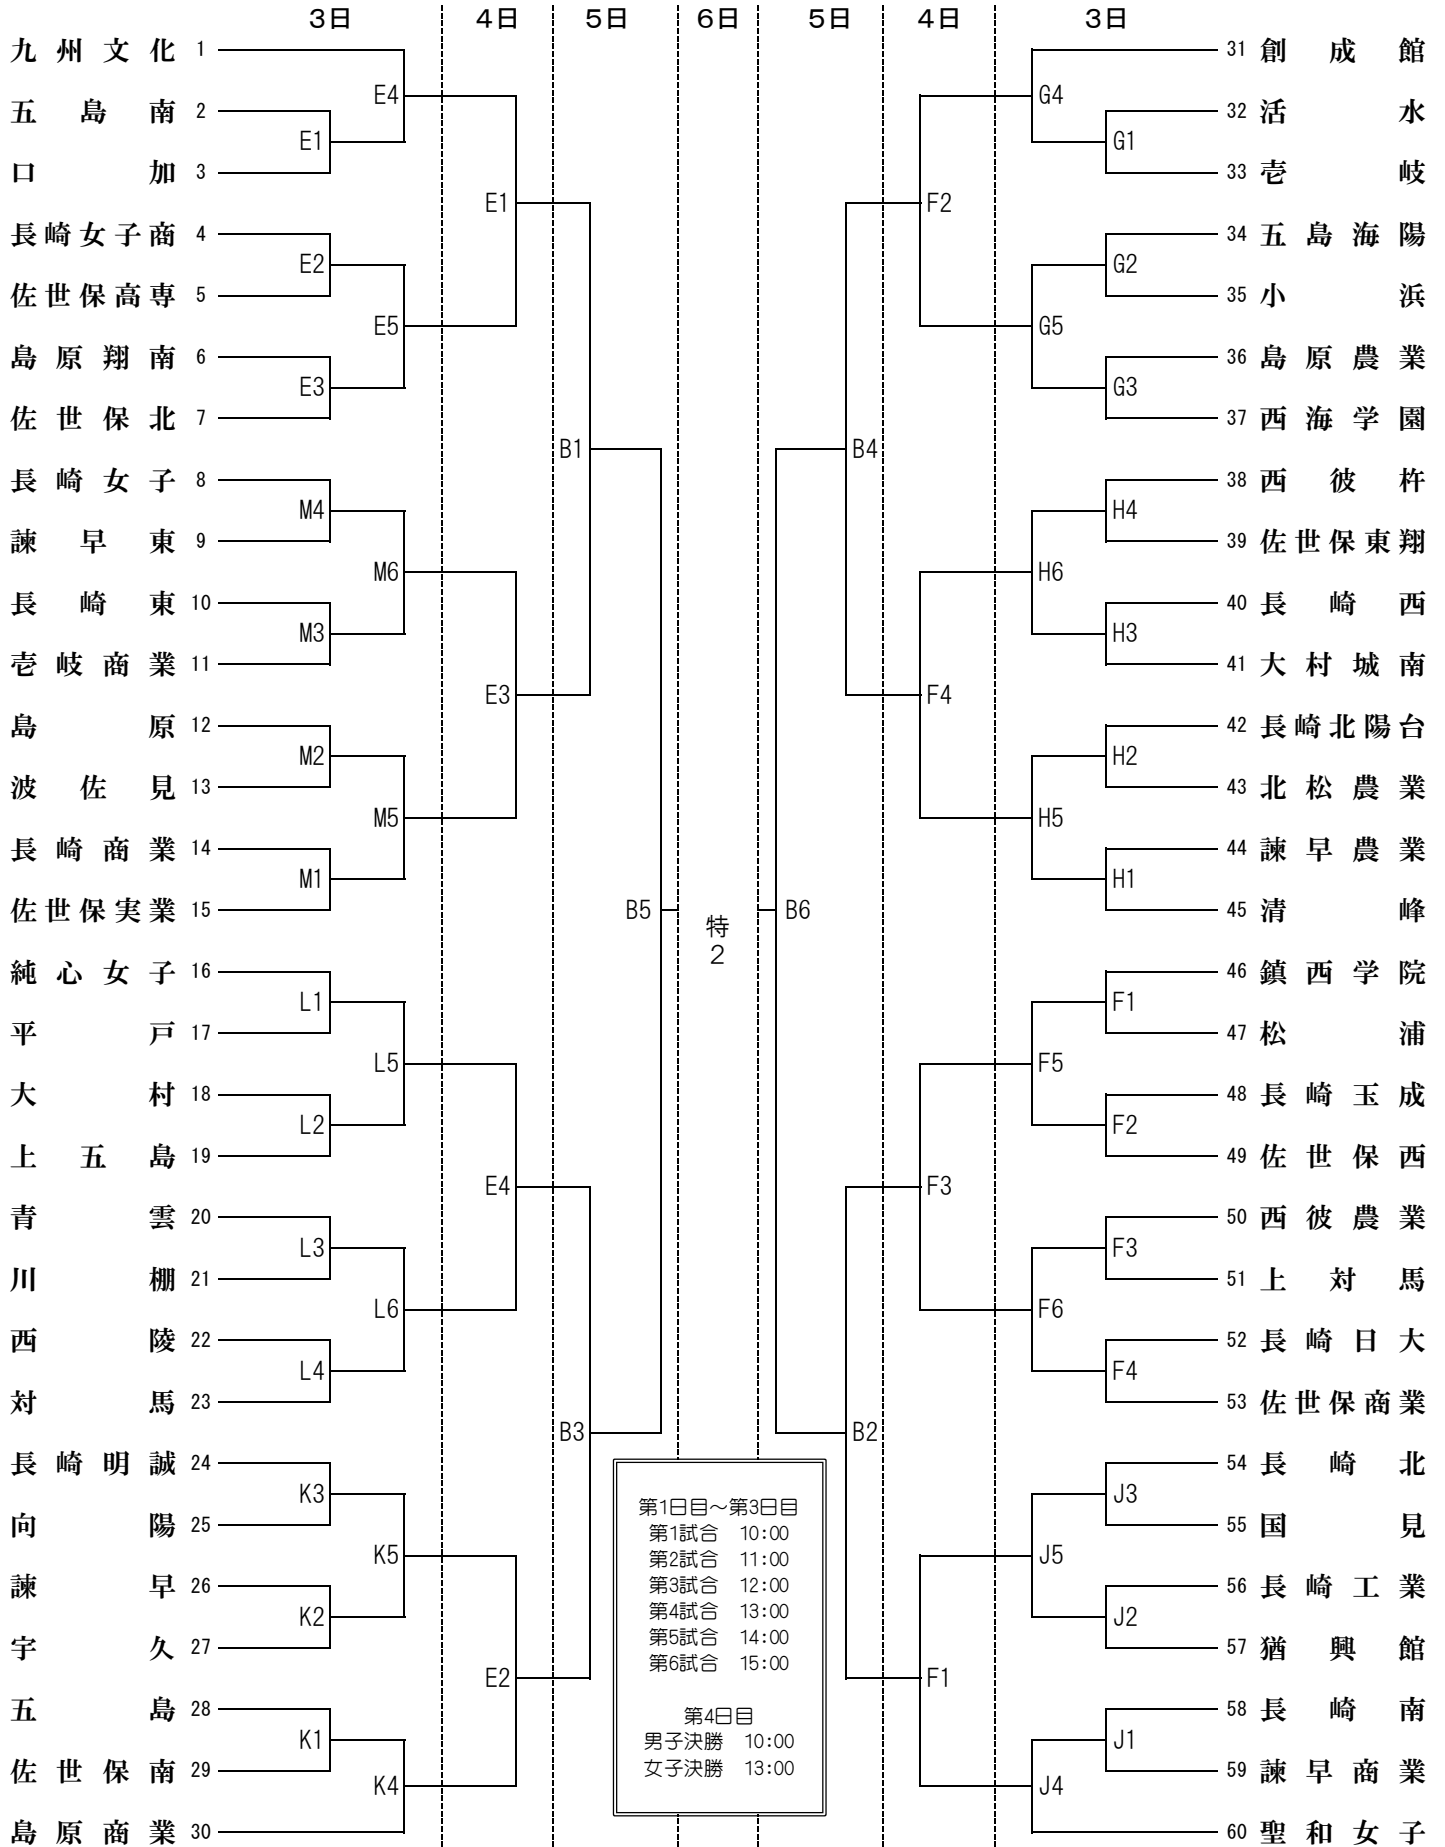 3日 4日 5日 6日 5日 4日 3日
九州文化 1
五島南 2
口加 3
長崎女子商 4
佐世保高専 5
島原翔南 6
佐世保北 7
長崎女子 8
諫早東 9
長崎東 10
壱岐商業 11
島原 12
波佐見 13
長崎商業 14
佐世保実業 15
純心女子 16
平戸 17
大村 18
上五島 19
青雲 20
川棚 21
西陵 22
対馬 23
長崎明誠 24
向陽 25
諫早 26
宇久 27
五島 28
佐世保南 29
島原商業 30
E1
E2
E3
M4
M3
M2
M1
L1
L2
L3
L4
K3
K2
K1
E4
E5
M6
M5
L5
L6
K5
K4
E1
E3
E4
E2
B1
B3
B5
特
2
B6
B4
B2
F2
F4
F3
F1
G4
G5
H6
H5
F5
F6
J5
J4
G1
G2
G3
H4
H3
H2
H1
F1
F2
F3
F4
J3
J2
J1
31 創成館
32 活水
33 壱岐
34 五島海陽
35 小浜
36 島原農業
37 西海学園
38 西彼杵
39 佐世保東翔
40 長崎西
41 大村城南
42 長崎北陽台
43 北松農業
44 諫早農業
45 清峰
46 鎮西学院
47 松浦
48 長崎玉成
49 佐世保西
50 西彼農業
51 上対馬
52 長崎日大
53 佐世保商業
54 長崎北
55 国見
56 長崎工業
57 猶興館
58 長崎南
59 諫早商業
60 聖和女子
第1日目～第3日目
第1試合 10:00
第2試合 11:00
第3試合 12:00
第4試合 13:00
第5試合 14:00
第6試合 15:00
第4日目
男子決勝 10:00
女子決勝 13:00